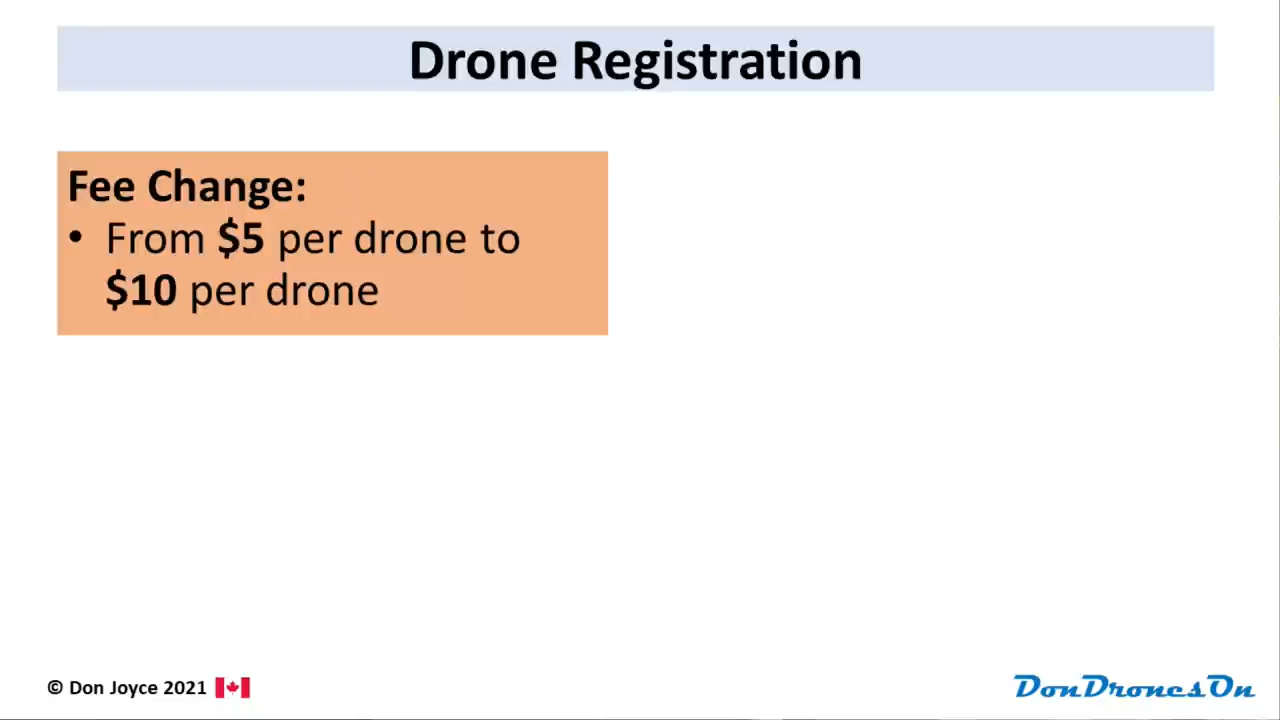 Drone Registration
Fee Change:
• From $5 per drone to
$10 per drone
© Don Joyce 2021
DonDronesOn